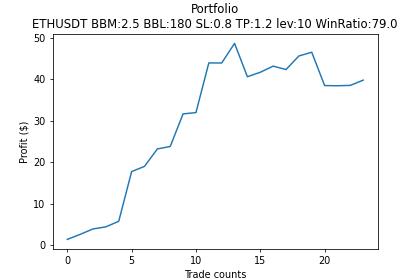 Portfolio
ETHUSDT BBM:2.5 BBL:180 SL:0.8 TP:1.2 lev:10 WinRatio:79.0
50
40
30
20
10
0
Profit ($)
0 5 10 15 20
Trade counts